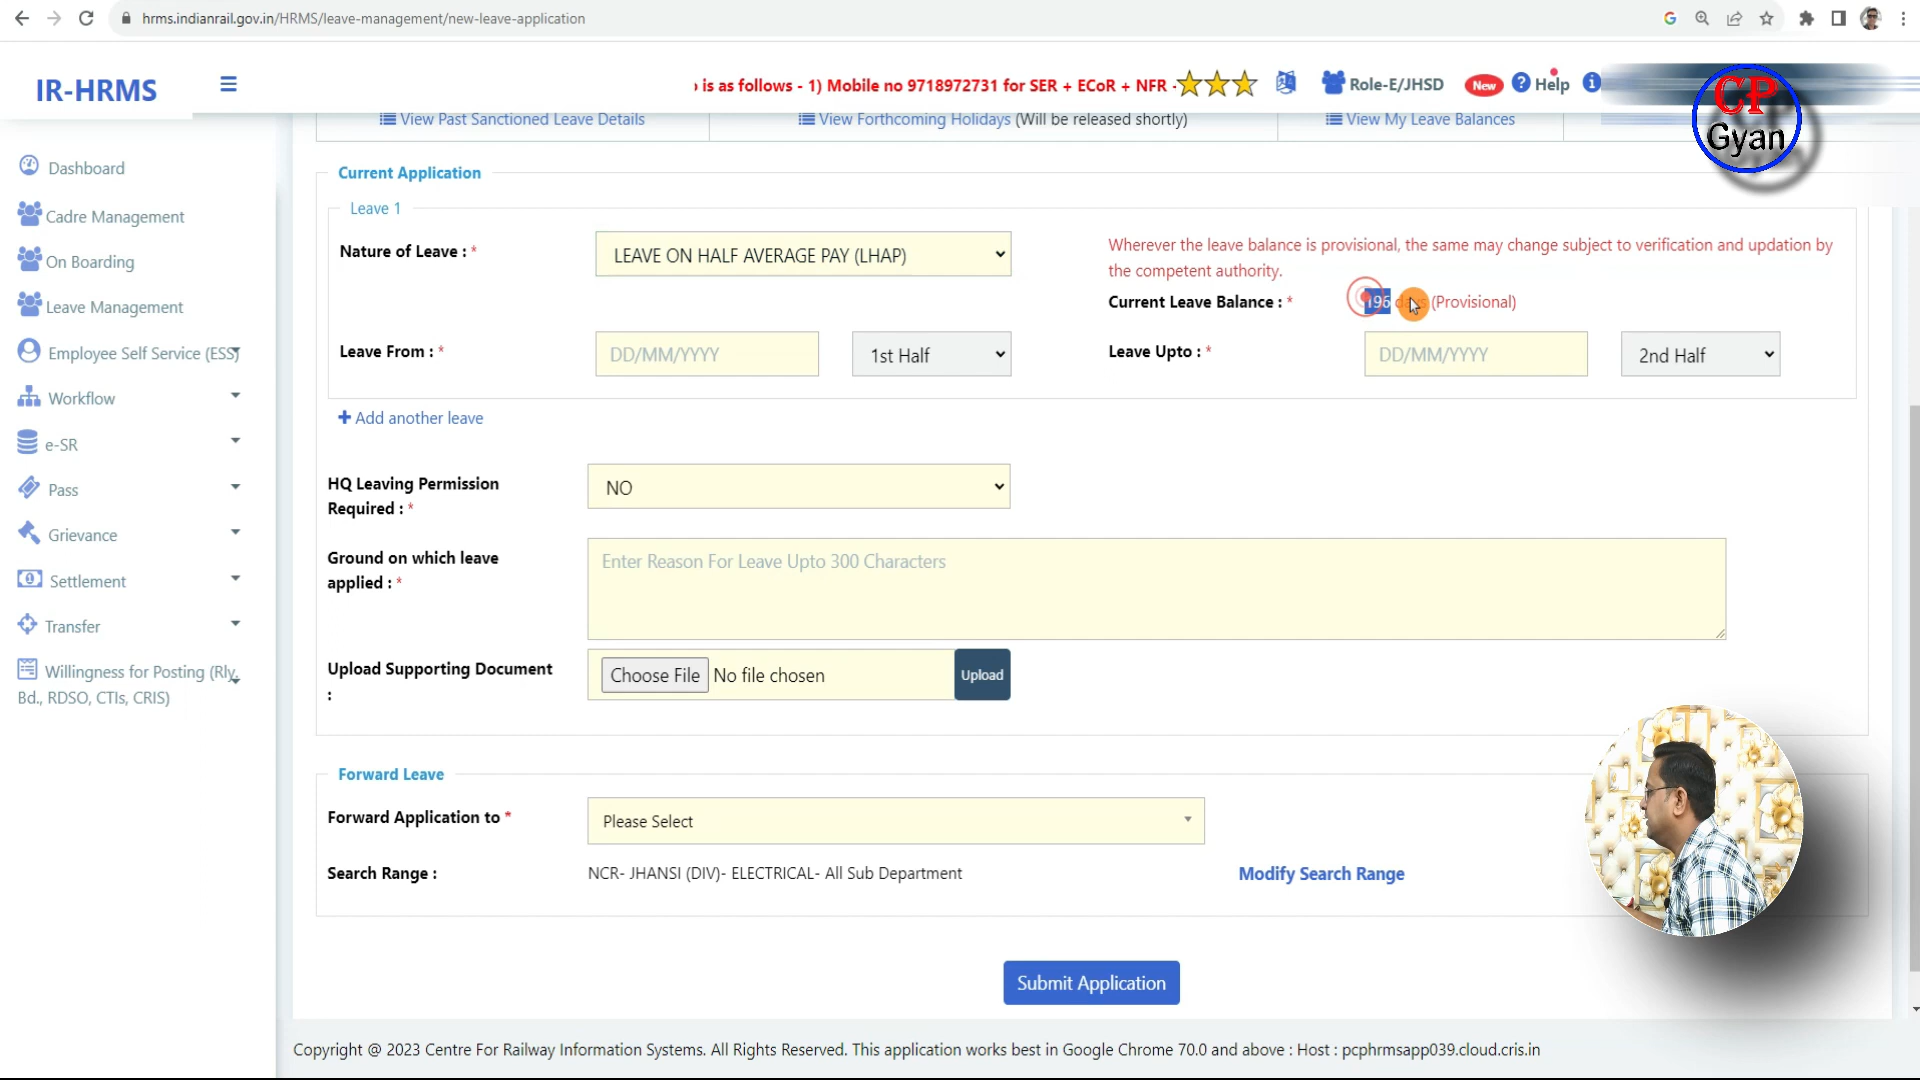 hrms.indianrail.gov.in/HRMS/leave-management/new-leave-application
IR-HRMS
is as follows - 1) Mobile no 9718972731 for SER + ECoR + NFR -
Role-E/JHSD
New
Help
CP
Gyan
View Past Sanctioned Leave Details
View Forthcoming Holidays (Will be released shortly)
View My Leave Balances
Dashboard
Cadre Management
On Boarding
Leave Management
Employee Self Service (ESS)
Workflow
e-SR
Pass
Grievance
Settlement
Transfer
Willingness for Posting (Rly.
Bd., RDSO, CTIs, CRIS)
Current Application
Leave 1
Nature of Leave : *
LEAVE ON HALF AVERAGE PAY (LHAP)
Wherever the leave balance is provisional, the same may change subject to verification and updation by
the competent authority.
Current Leave Balance : *
196 days (Provisional)
Leave From : *
DD/MM/YYYY
1st Half
Leave Upto : *
DD/MM/YYYY
2nd Half
+ Add another leave
HQ Leaving Permission
Required : *
NO
Ground on which leave
applied : *
Enter Reason For Leave Upto 300 Characters
Upload Supporting Document
:
Choose File No file chosen
Upload
Forward Leave
Forward Application to *
Please Select
Search Range :
NCR- JHANSI (DIV)- ELECTRICAL- All Sub Department
Modify Search Range
Submit Application
Copyright @ 2023 Centre For Railway Information Systems. All Rights Reserved. This application works best in Google Chrome 70.0 and above : Host : pcphrmsapp039.cloud.cris.in